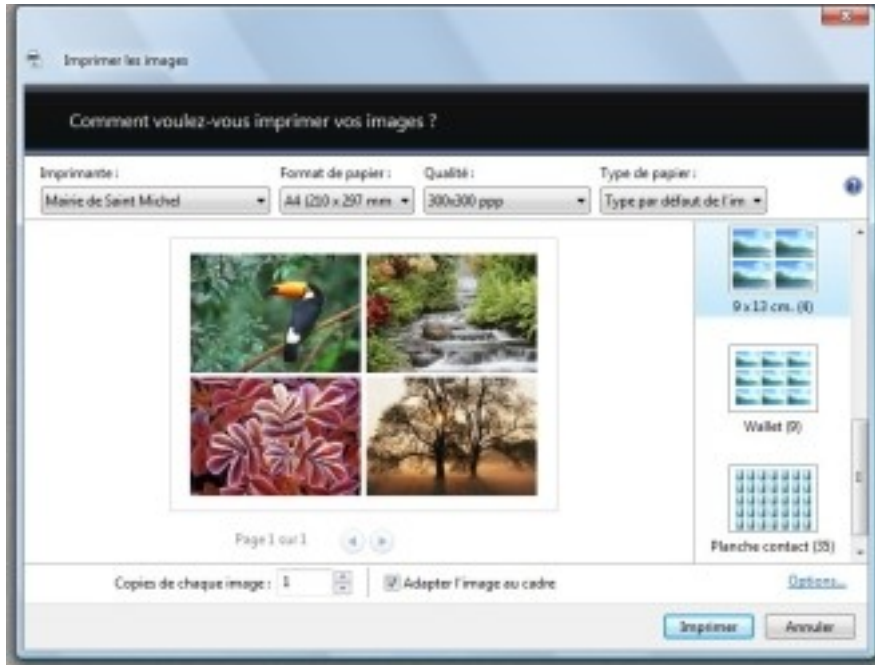 Imprimer les images
Comment voulez-vous imprimer vos images ?
Imprimante : Format de papier : Qualité : Type de papier :
Mairie de Saint Michel A4 (210 x 297 mm 300x300 ppp Type par défaut de l'im
9 x 13 cm. (4)
Wallet (9)
Planche contact (35)
Page 1 sur 1
Copies de chaque image : 1 Adapter l'image au cadre Options...
Imprimer Annuler